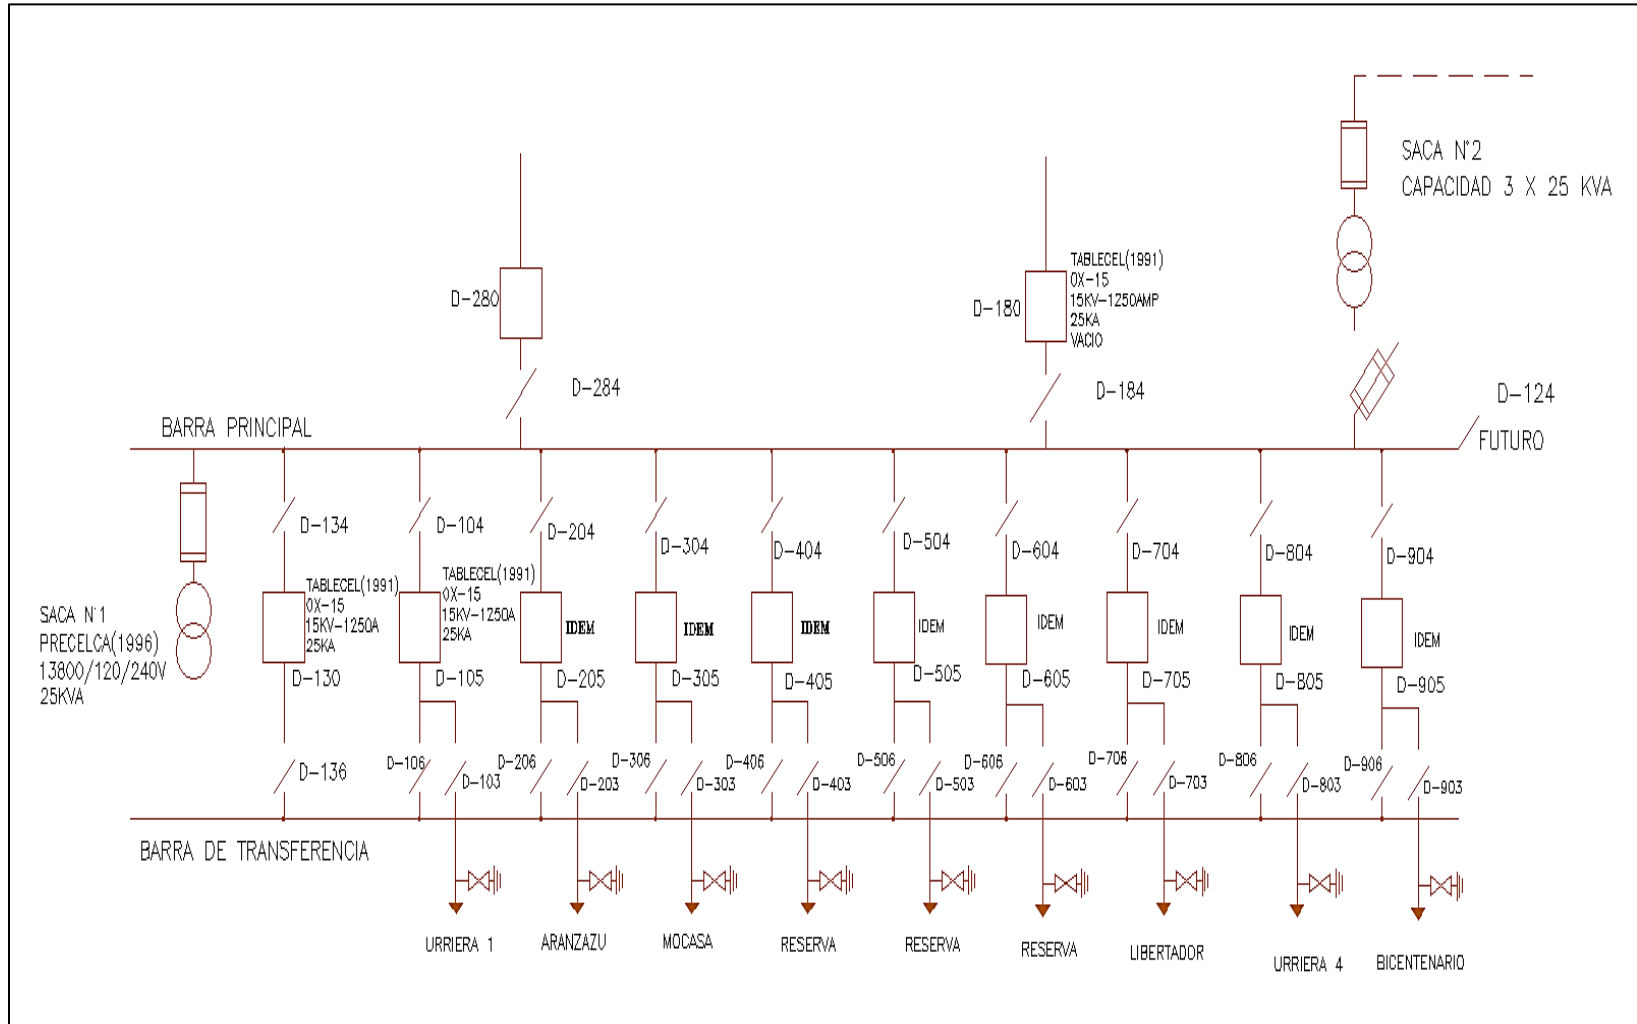 SACA N°2
CAPACIDAD 3 X 25 KVA
D-280
D-180
TABLECEL(1991)
OX-15
15KV-1250AMP
25KA
VACIO
D-284
D-184
D-124
FUTURO
BARRA PRINCIPAL
D-134
D-104
D-204
D-304
D-404
D-504
D-604
D-704
D-804
D-904
SACA N°1
PRECELCA(1996)
13800/120/240V
25KVA
TABLECEL(1991)
OX-15
15KV-1250A
25KA
TABLECEL(1991)
OX-15
15KV-1250A
25KA
IDEM
IDEM
IDEM
IDEM
IDEM
IDEM
IDEM
IDEM
D-130
D-105
D-205
D-305
D-405
D-505
D-605
D-705
D-805
D-905
D-136
D-106
D-103
D-206
D-203
D-306
D-303
D-406
D-403
D-506
D-503
D-606
D-603
D-706
D-703
D-806
D-803
D-906
D-903
BARRA DE TRANSFERENCIA
URRIERA 1
ARANZAZU
MOCASA
RESERVA
RESERVA
RESERVA
LIBERTADOR
URRIERA 4
BICENTENARIO